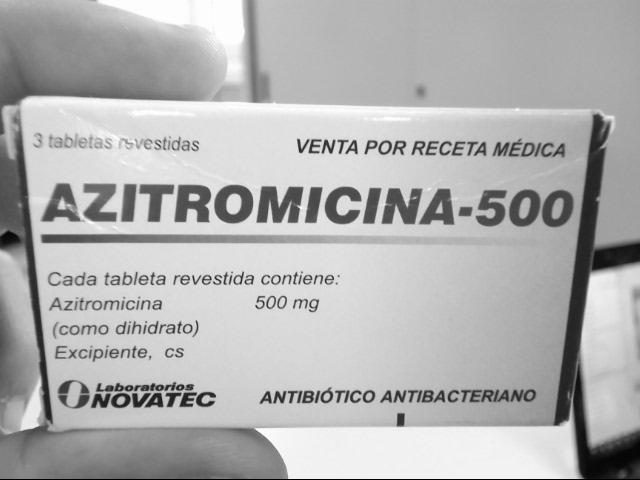 3 tabletas revestidas
VENTA POR RECETA MÉDICA
AZITROMICINA-500
Cada tableta revestida contiene:
Azitromicina 500 mg
(como dihidrato)
Excipiente, cs
Laboratorios
NOVATEC
ANTIBIÓTICO ANTIBACTERIANO